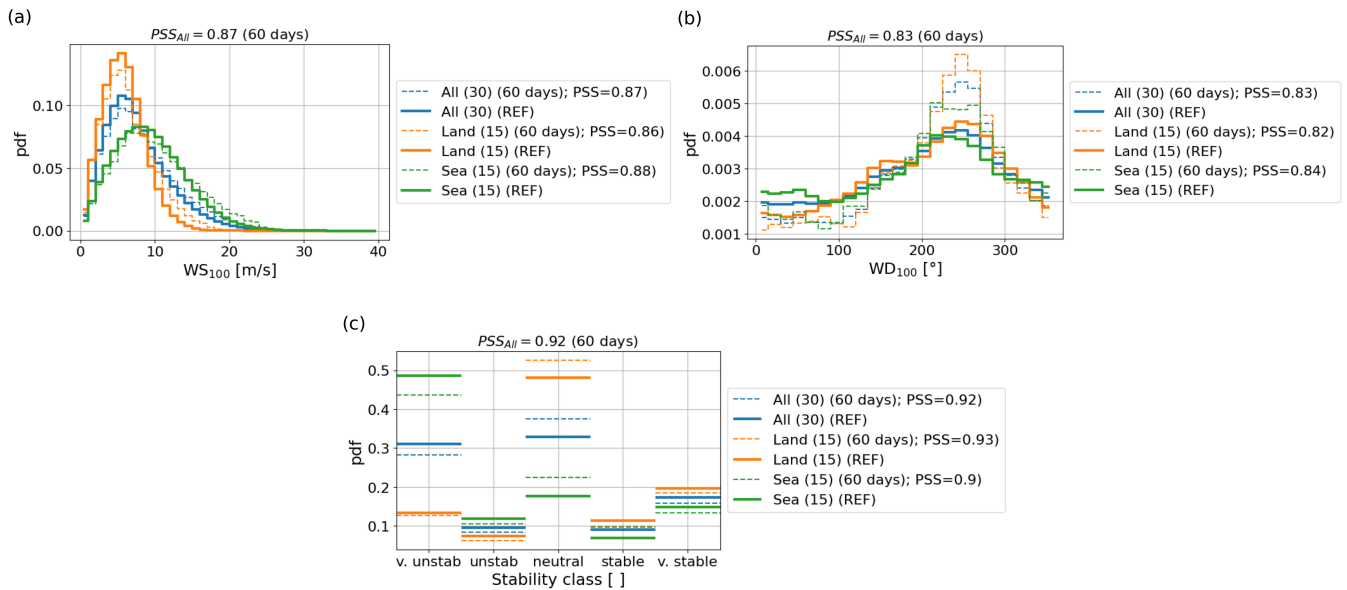 (a)
PSS_All = 0.87 (60 days)
0.10
0.05
0.00
pdf
0 10 20 30 40
WS_100 [m/s]
All (30) (60 days); PSS=0.87)
All (30) (REF)
Land (15) (60 days); PSS=0.86)
Land (15) (REF)
Sea (15) (60 days); PSS=0.88)
Sea (15) (REF)
(b)
PSS_All = 0.83 (60 days)
0.006
0.005
0.004
0.003
0.002
0.001
pdf
0 100 200 300
WD_100 [°]
All (30) (60 days); PSS=0.83)
All (30) (REF)
Land (15) (60 days); PSS=0.82)
Land (15) (REF)
Sea (15) (60 days); PSS=0.84)
Sea (15) (REF)
(c)
PSS_All = 0.92 (60 days)
0.5
0.4
0.3
0.2
0.1
pdf
v. unstab unstab neutral stable v. stable
Stability class [ ]
All (30) (60 days); PSS=0.92)
All (30) (REF)
Land (15) (60 days); PSS=0.93)
Land (15) (REF)
Sea (15) (60 days); PSS=0.9)
Sea (15) (REF)